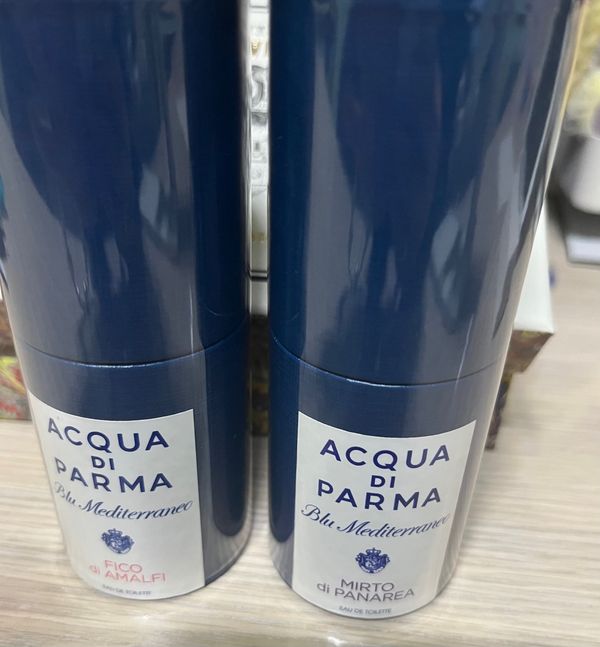 ACQUA
DI
PARMA
Blu Mediterraneo
FICO
di AMALFI
EAU DE TOILETTE
ACQUA
DI
PARMA
Blu Mediterraneo
MIRTO
di PANAREA
EAU DE TOILETTE